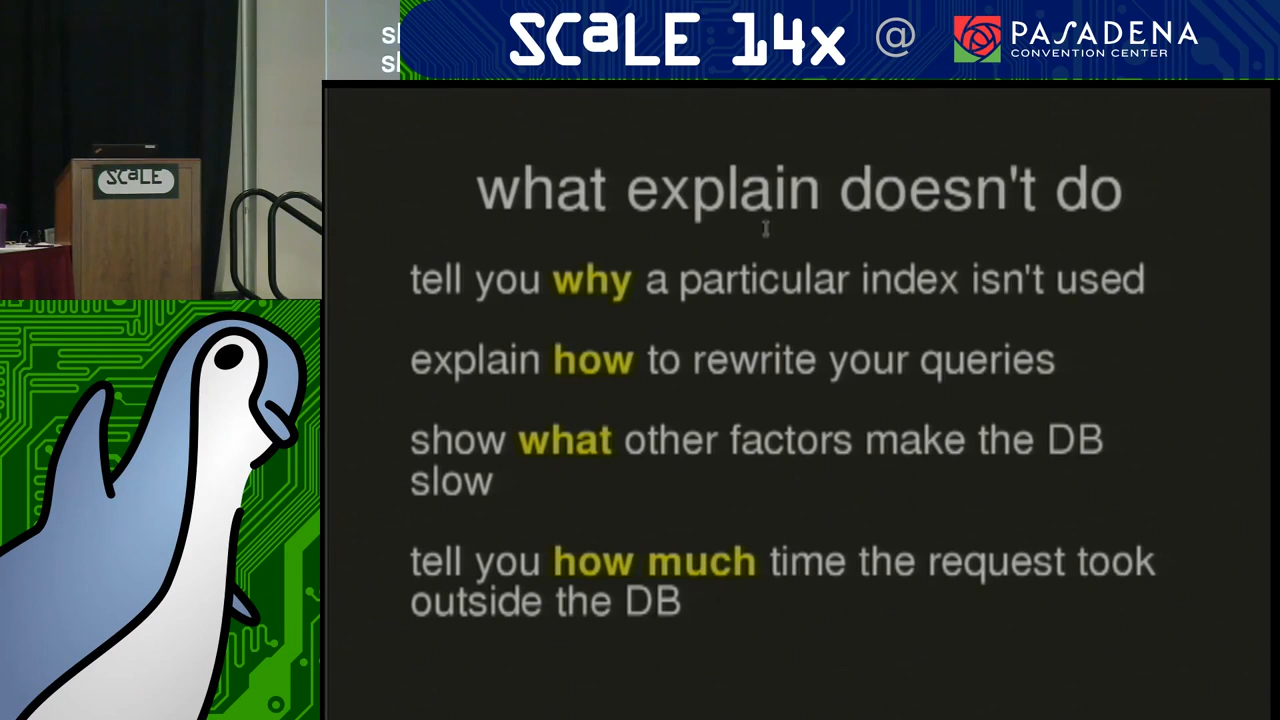 SCaLE 14x @ PASADENA
CONVENTION CENTER
SCaLE
what explain doesn't do
tell you why a particular index isn't used
explain how to rewrite your queries
show what other factors make the DB
slow
tell you how much time the request took
outside the DB